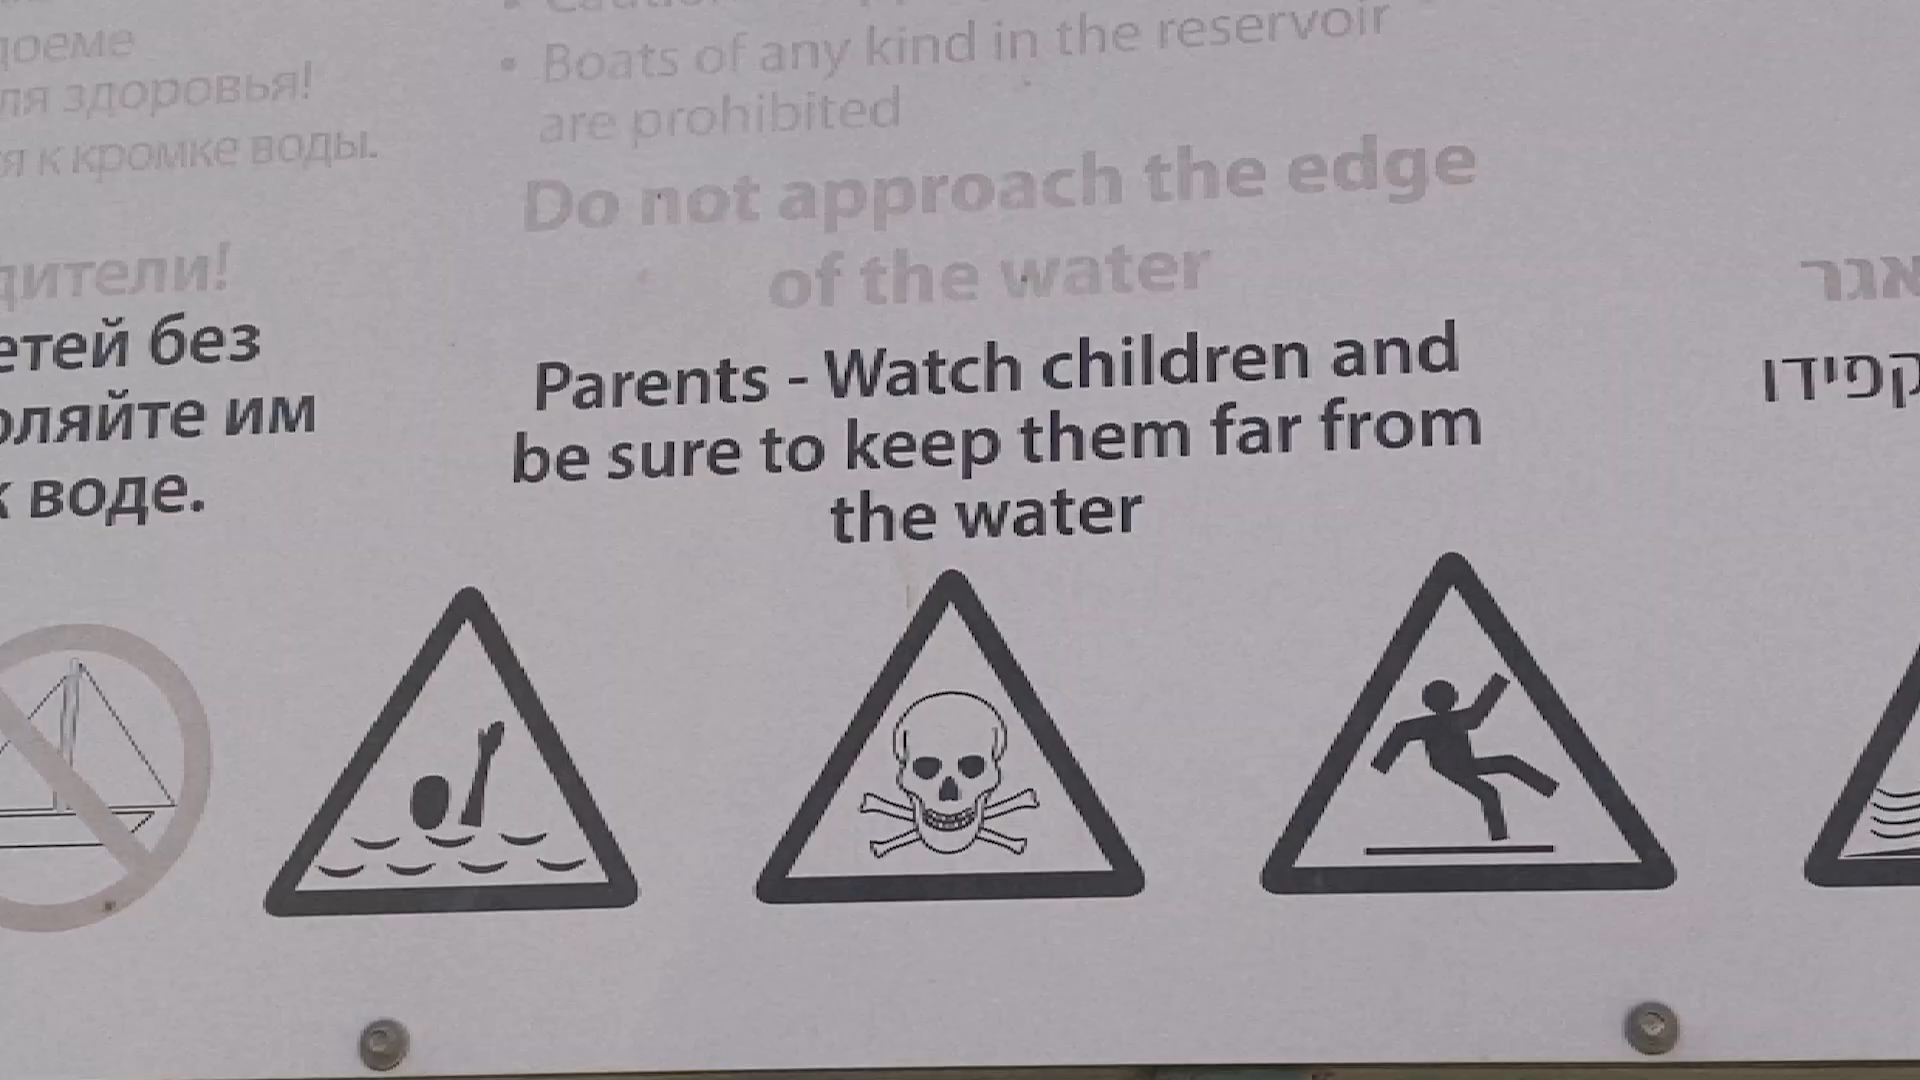 доеме
ля здоровья!
я к кромке воды.
дители!
етей без
оляйте им
к воде.
• Boats of any kind in the reservoir
are prohibited
Do not approach the edge
of the water
Parents - Watch children and
be sure to keep them far from
the water
אגר
קפידו